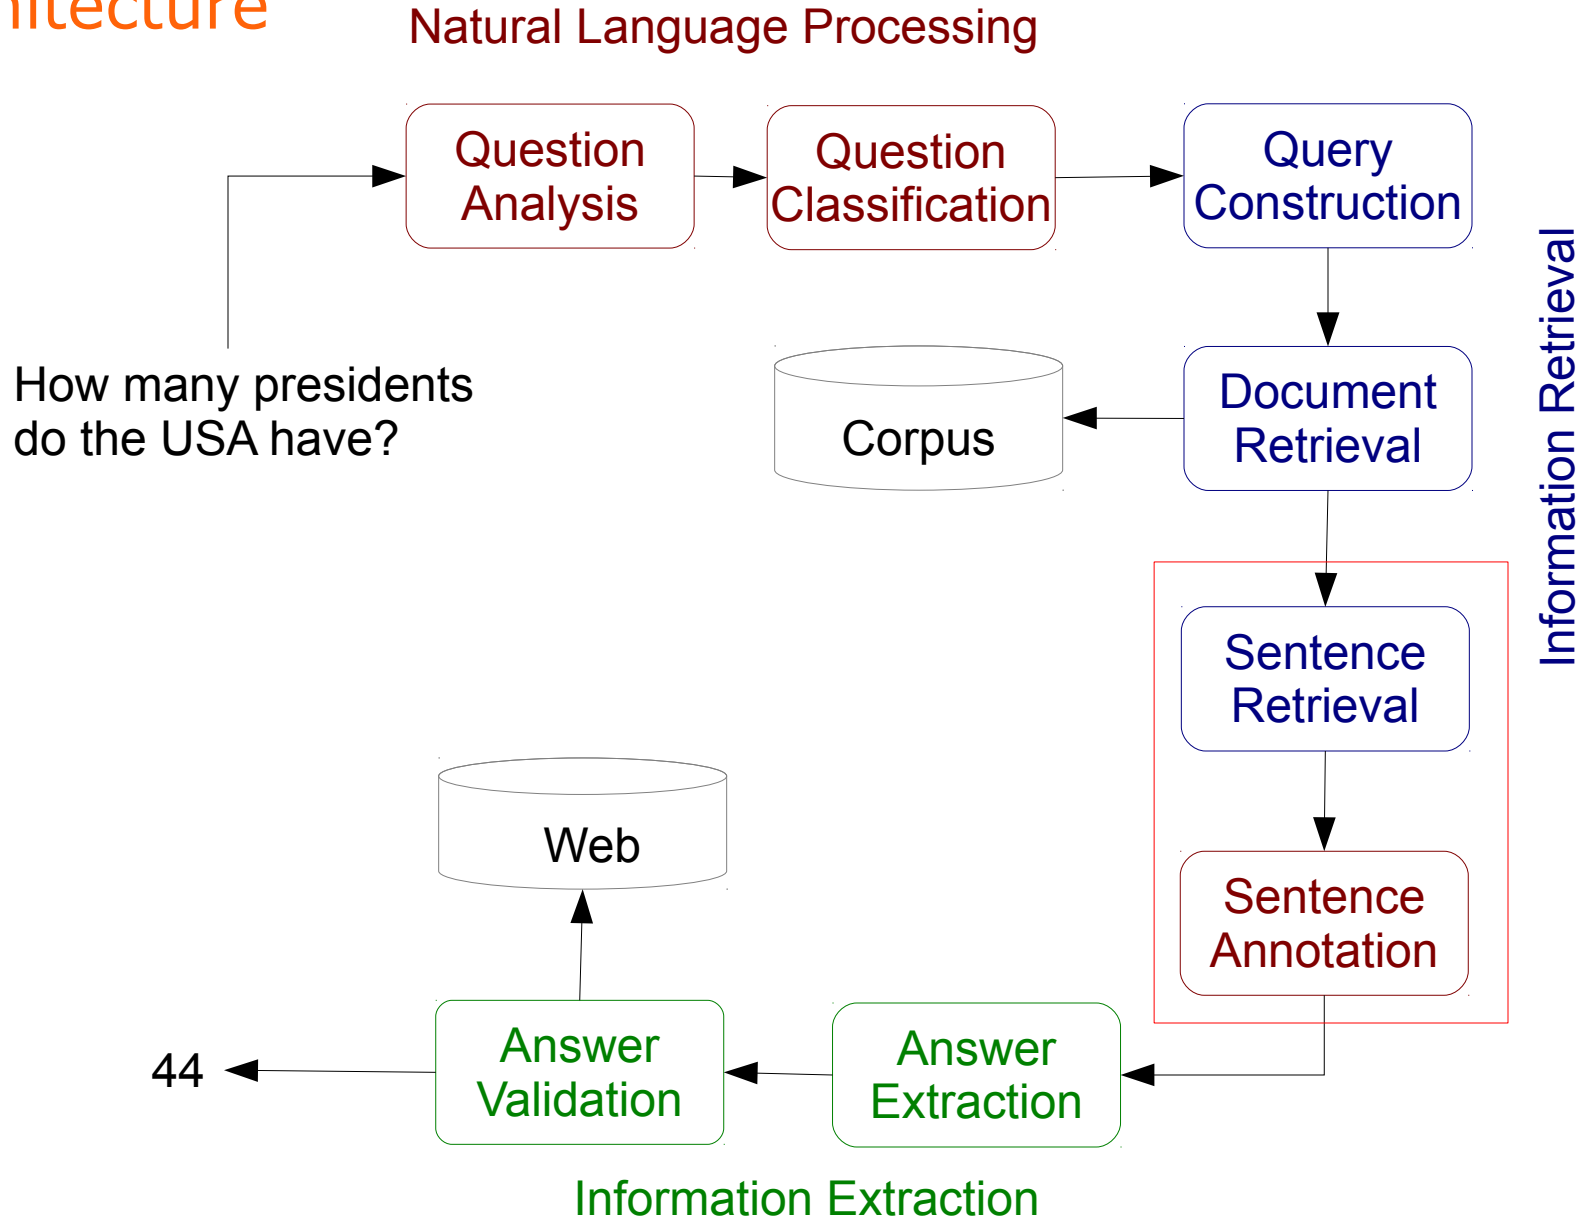 Natural Language Processing
Question
Analysis
Question
Classification
Query
Construction
Information Retrieval
How many presidents
do the USA have?
Corpus
Document
Retrieval
Sentence
Retrieval
Web
Sentence
Annotation
44
Answer
Validation
Answer
Extraction
Information Extraction